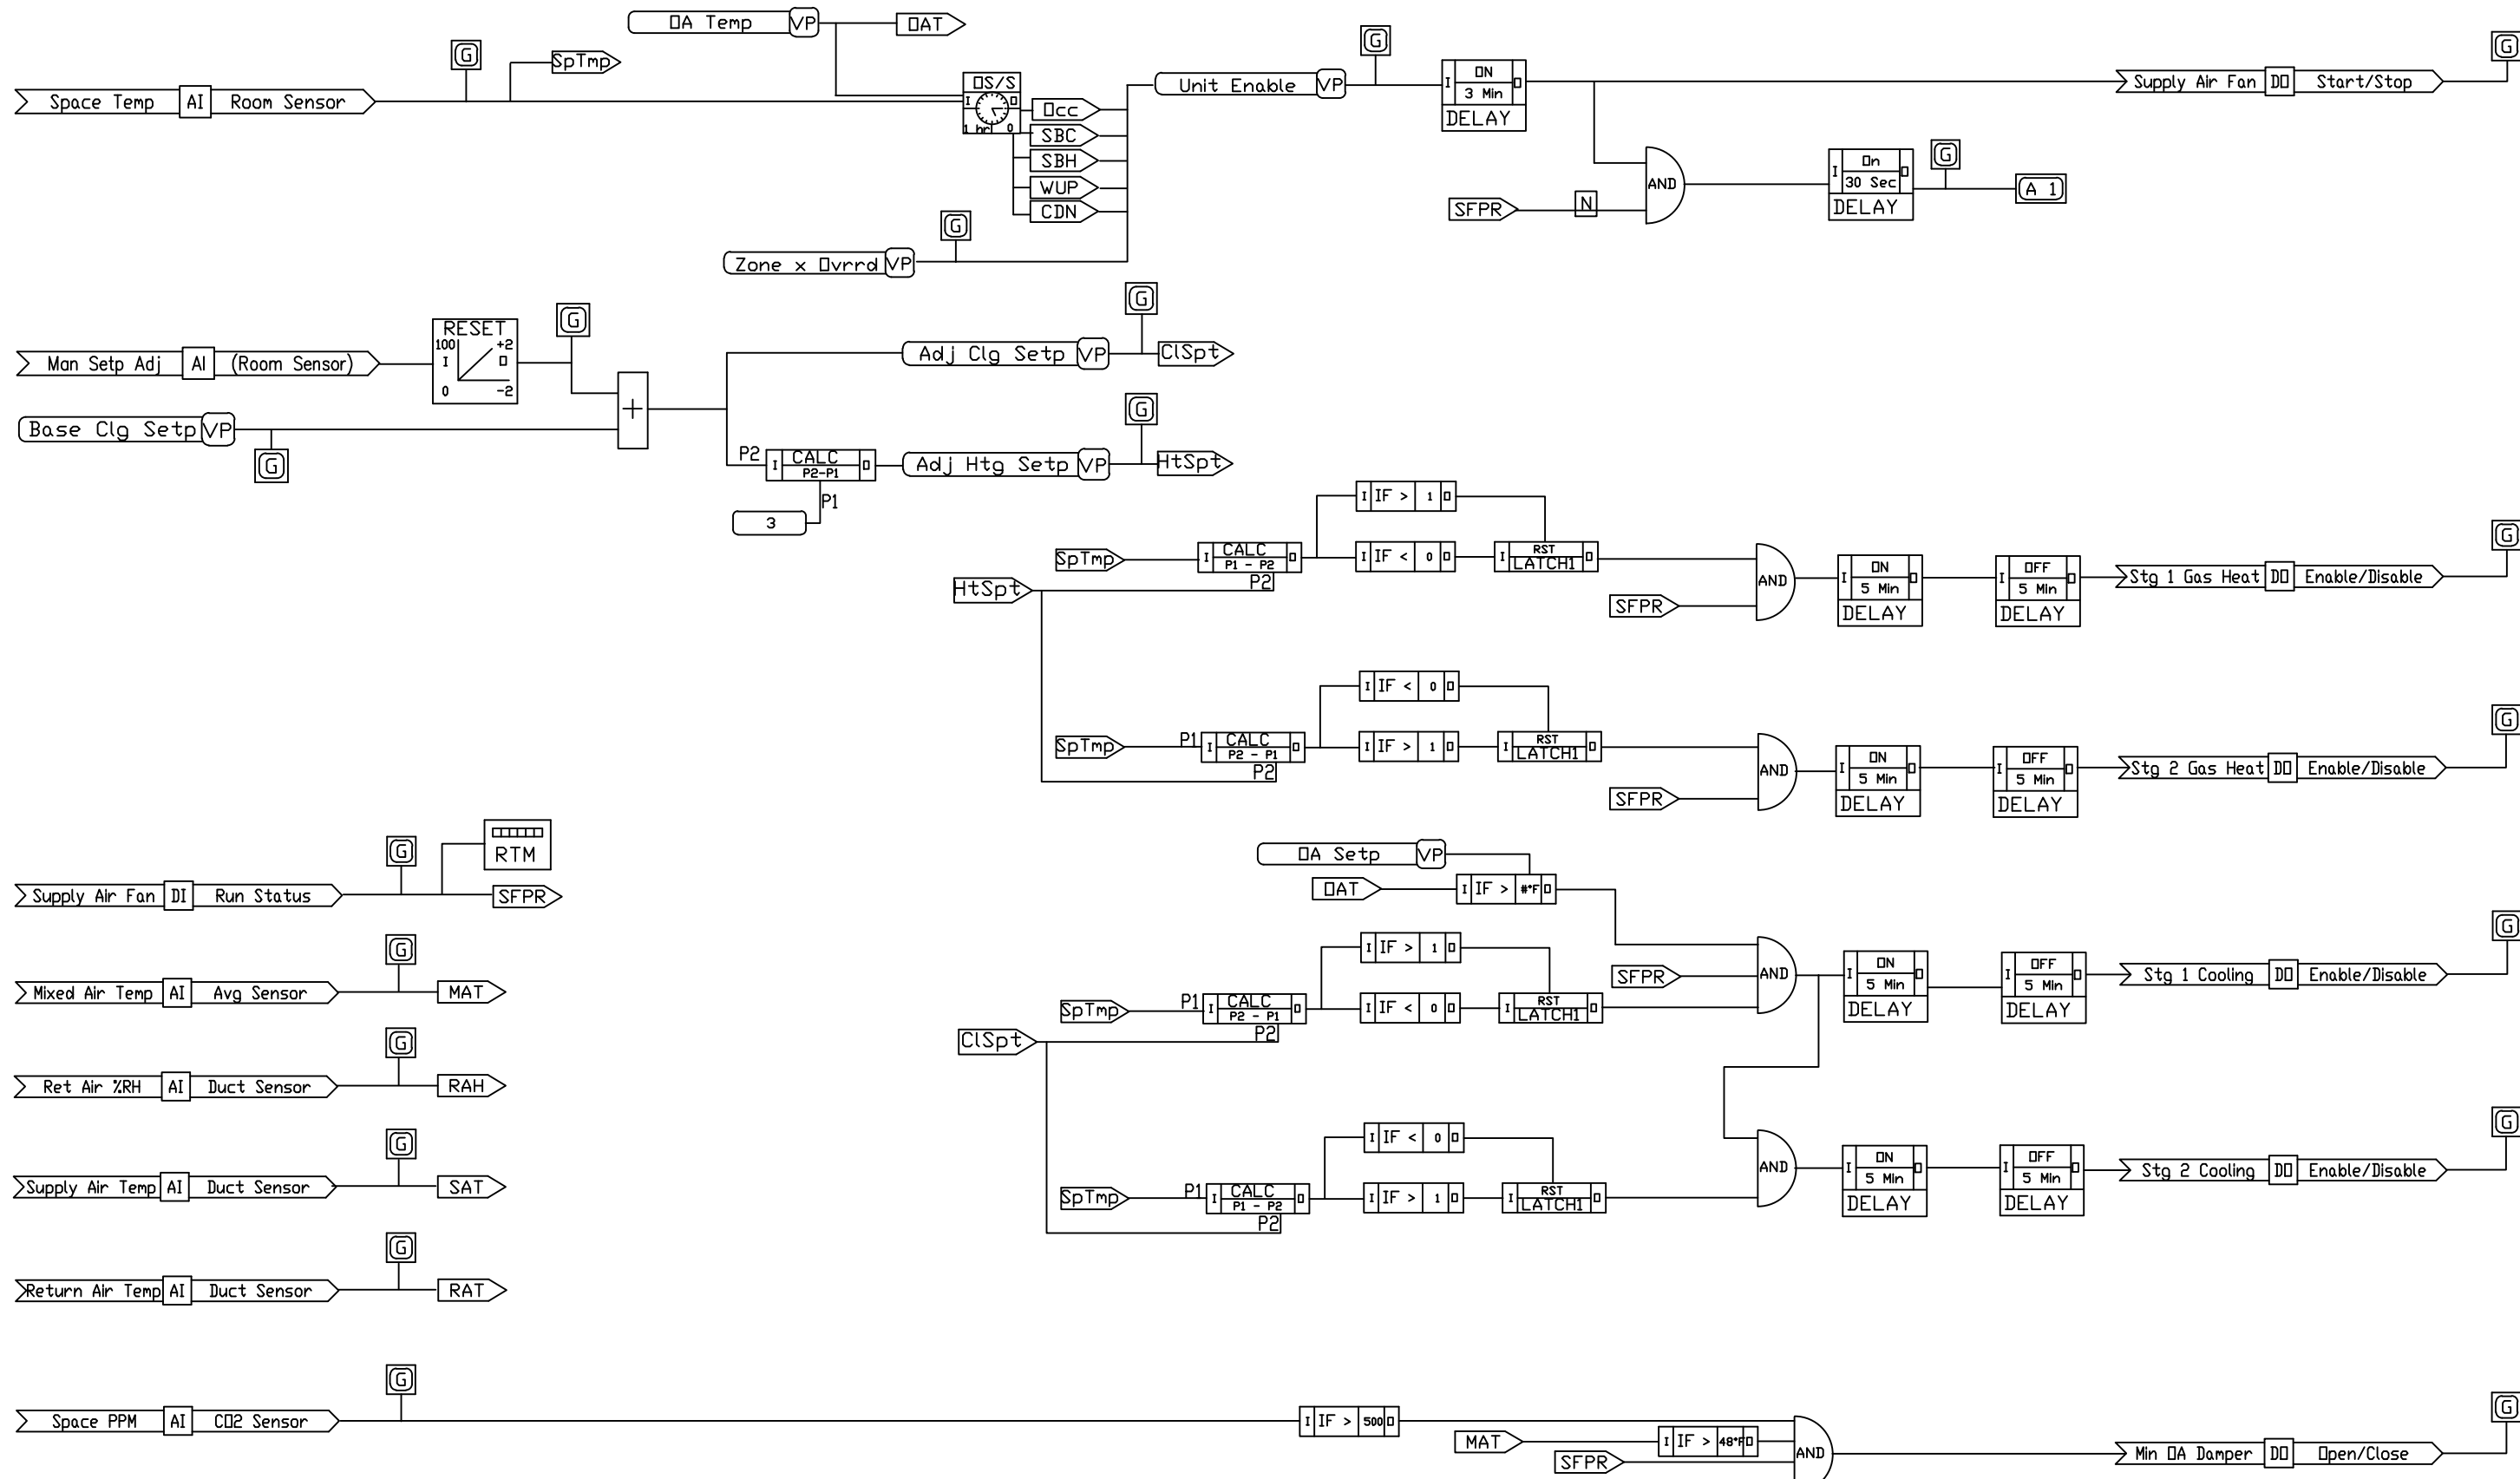 OA Temp VP OAT
G SpTmp
Space Temp AI Room Sensor
OS/S
I O
1 hr 0
Occ
SBC
SBH
WUP
CDN
G
Zone x Ovrrd VP
Unit Enable VP
G
I ON O
3 Min
DELAY
Supply Air Fan DO Start/Stop
G
SFPR N AND
I On O
30 Sec
DELAY
G
A 1
Man Setp Adj AI (Room Sensor)
RESET
100 +2
I O
0 -2
G
Base Clg Setp VP
G
+
Adj Clg Setp VP
G
ClSpt
P2 I CALC O
P2-P1
P1
3
Adj Htg Setp VP
G
HtSpt
I IF > 1 O
SpTmp I CALC O
P1 - P2
P2
I IF < 0 O
I RST O
LATCH1
HtSpt
SFPR
AND
I ON O
5 Min
DELAY
I OFF O
5 Min
DELAY
Stg 1 Gas Heat DO Enable/Disable
G
I IF < 0 O
SpTmp P1 I CALC O
P2 - P1
P2
I IF > 1 O
I RST O
LATCH1
SFPR
AND
I ON O
5 Min
DELAY
I OFF O
5 Min
DELAY
Stg 2 Gas Heat DO Enable/Disable
G
Supply Air Fan DI Run Status
G
RTM
SFPR
Mixed Air Temp AI Avg Sensor
G
MAT
Ret Air %RH AI Duct Sensor
G
RAH
Supply Air Temp AI Duct Sensor
G
SAT
Return Air Temp AI Duct Sensor
G
RAT
OA Setp VP
OAT I IF > #°F O
I IF > 1 O
SFPR
SpTmp P1 I CALC O
P2 - P1
P2
I IF < 0 O
I RST O
LATCH1
ClSpt
AND
I ON O
5 Min
DELAY
I OFF O
5 Min
DELAY
Stg 1 Cooling DO Enable/Disable
G
I IF < 0 O
SpTmp P1 I CALC O
P1 - P2
P2
I IF > 1 O
I RST O
LATCH1
AND
I ON O
5 Min
DELAY
I OFF O
5 Min
DELAY
Stg 2 Cooling DO Enable/Disable
G
Space PPM AI CO2 Sensor
G
I IF > 500 O
MAT I IF > 48°F O
SFPR
AND
Min OA Damper DO Open/Close
G